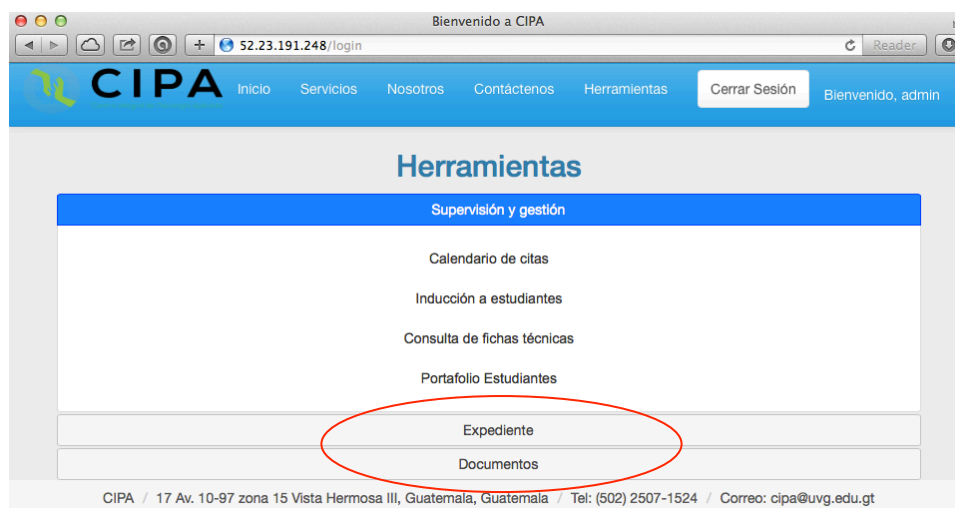 Bienvenido a CIPA
52.23.191.248/login
Reader
CIPA Inicio Servicios Nosotros Contáctenos Herramientas Cerrar Sesión Bienvenido, admin
Herramientas
Supervisión y gestión
Calendario de citas
Inducción a estudiantes
Consulta de fichas técnicas
Portafolio Estudiantes
Expediente
Documentos
CIPA / 17 Av. 10-97 zona 15 Vista Hermosa III, Guatemala, Guatemala / Tel: (502) 2507-1524 / Correo: cipa@uvg.edu.gt